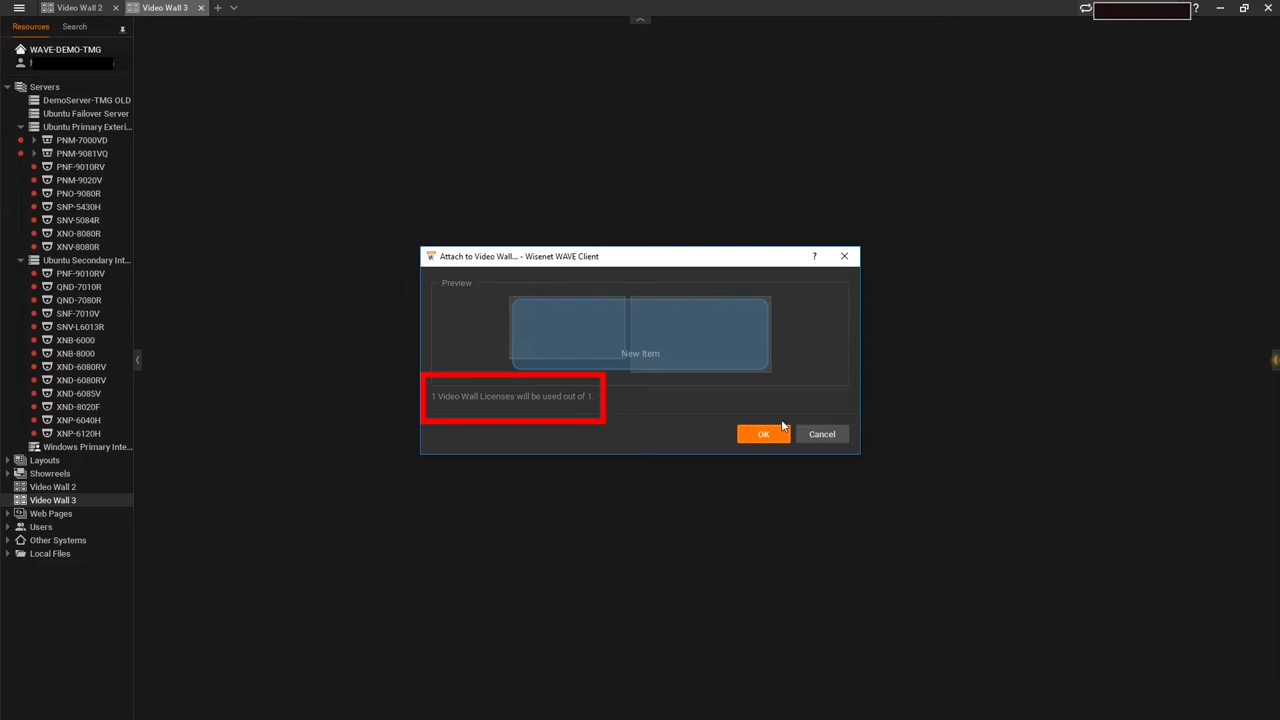 Video Wall 2
Video Wall 3
Resources
Search
WAVE-DEMO-TMG
Servers
DemoServer-TMG OLD
Ubuntu Failover Server
Ubuntu Primary Exteri...
PNM-7000VD
PNM-9081VQ
PNF-9010RV
PNM-9020V
PNO-9080R
SNP-5430H
SNV-5084R
XNO-8080R
XNV-8080R
Ubuntu Secondary Int...
PNF-9010RV
QND-7010R
QND-7080R
SNF-7010V
SNV-L6013R
XNB-6000
XNB-8000
XND-6080RV
XND-6080RV
XND-6085V
XND-8020F
XNP-6040H
XNP-6120H
Windows Primary Inte...
Layouts
Showreels
Video Wall 2
Video Wall 3
Web Pages
Users
Other Systems
Local Files
Attach to Video Wall... - Wisenet WAVE Client
Preview
New Item
1 Video Wall Licenses will be used out of 1.
OK
Cancel